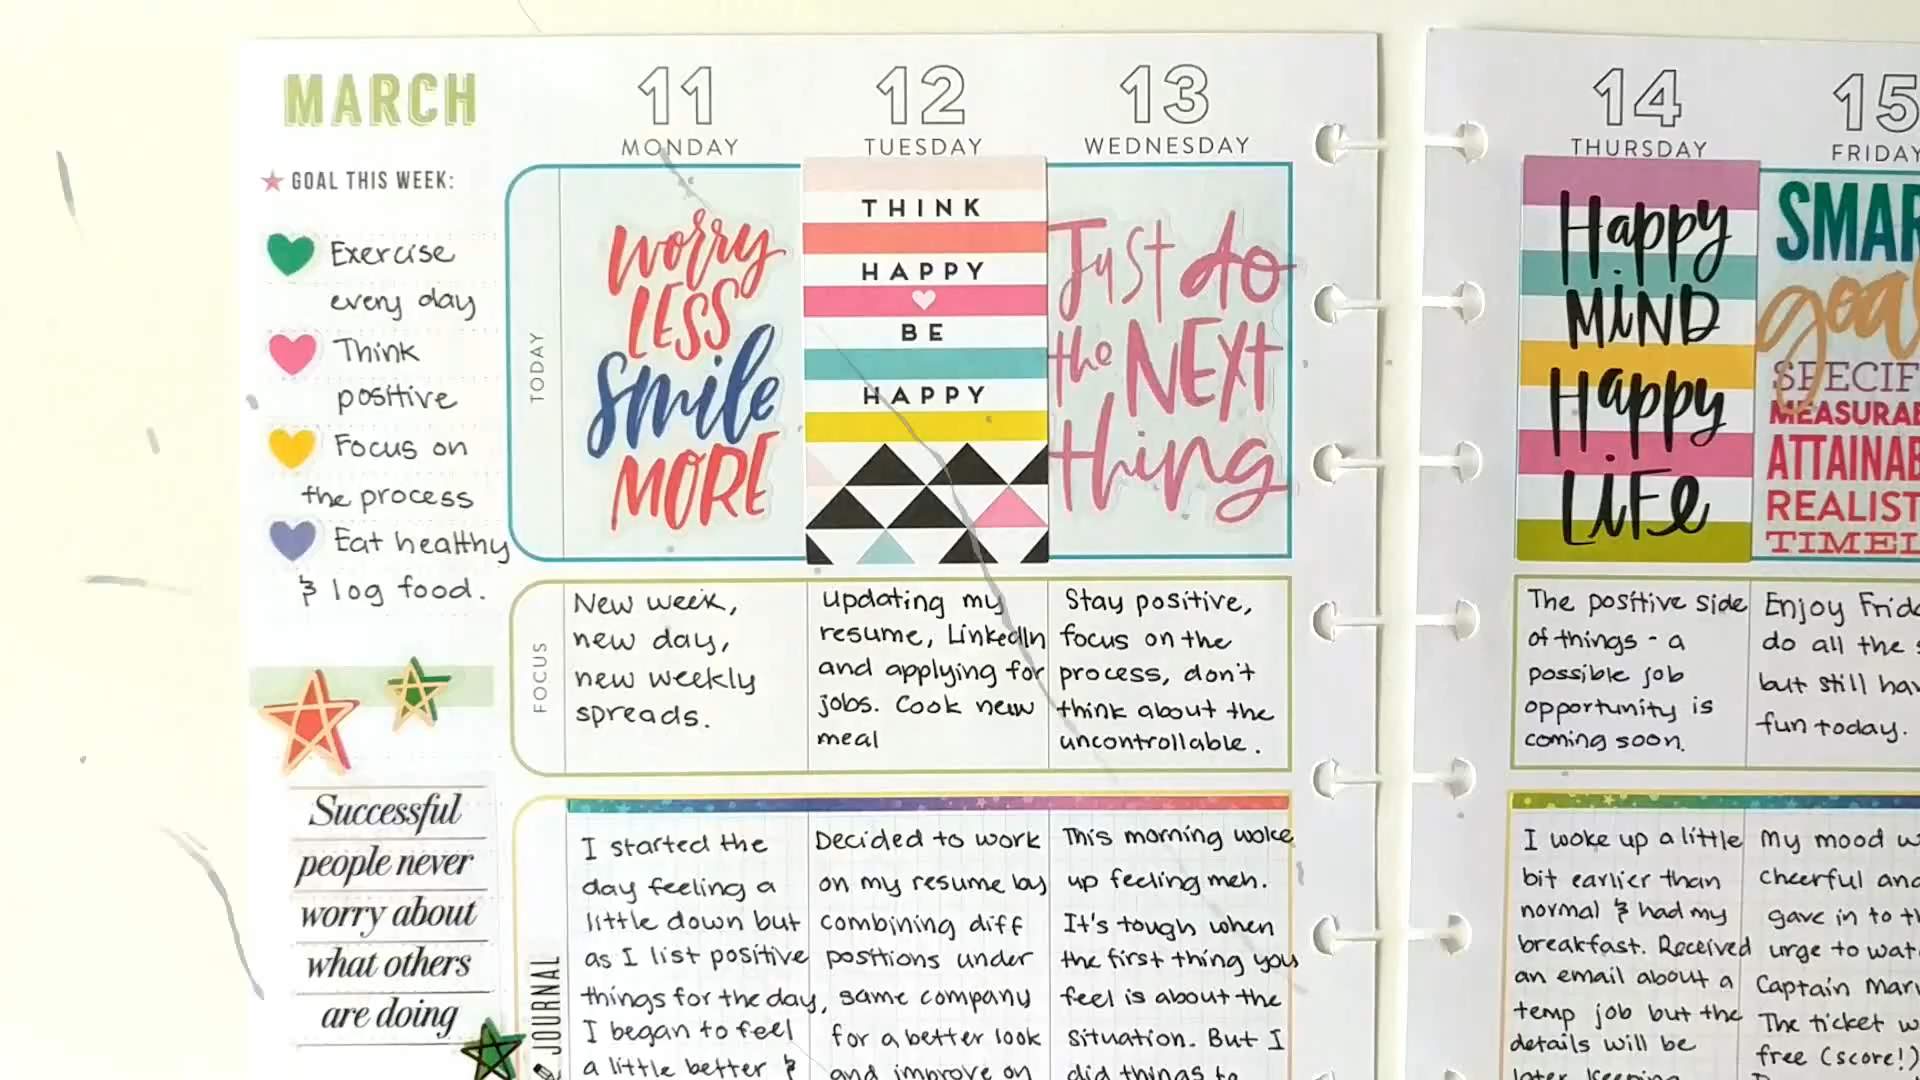 MARCH
GOAL THIS WEEK:
Exercise
every day
Think
positive
Focus on
the process
Eat healthy
& log food.
Successful
people never
worry about
what others
are doing
11
MONDAY
12
TUESDAY
13
WEDNESDAY
14
THURSDAY
15
FRIDAY
TODAY
worry
LESS
smile
MORE
THINK
HAPPY
BE
HAPPY
Just do
the NEXT
thing
Happy
MIND
Happy
LiFe
SMAR
goal
SPECIF
MEASURAB
ATTAINAB
REALIST
TIMEL
FOCUS
New week,
new day,
new weekly
spreads.
Updating my
resume, LinkedIn
and applying for
jobs. Cook new
meal
Stay positive,
focus on the
process, don't
think about the
uncontrollable.
The positive side
of things - a
possible job
opportunity is
coming soon.
Enjoy Frid
do all the s
but still hav
fun today.
JOURNAL
I started the
day feeling a
little down but
as I list positive
things for the day,
I began to feel
a little better &
Decided to work
on my resume by
combining diff
positions under
same company
for a better look
and improve on
This morning woke
up feeling meh.
It's tough when
the first thing you
feel is about the
situation. But I
did things to
I woke up a little
bit earlier than
normal & had my
breakfast. Received
an email about a
temp job but the
details will be
later. Keeping
My mood w
cheerful and
gave in to th
urge to wat
Captain Marv
The ticket w
free (score!)